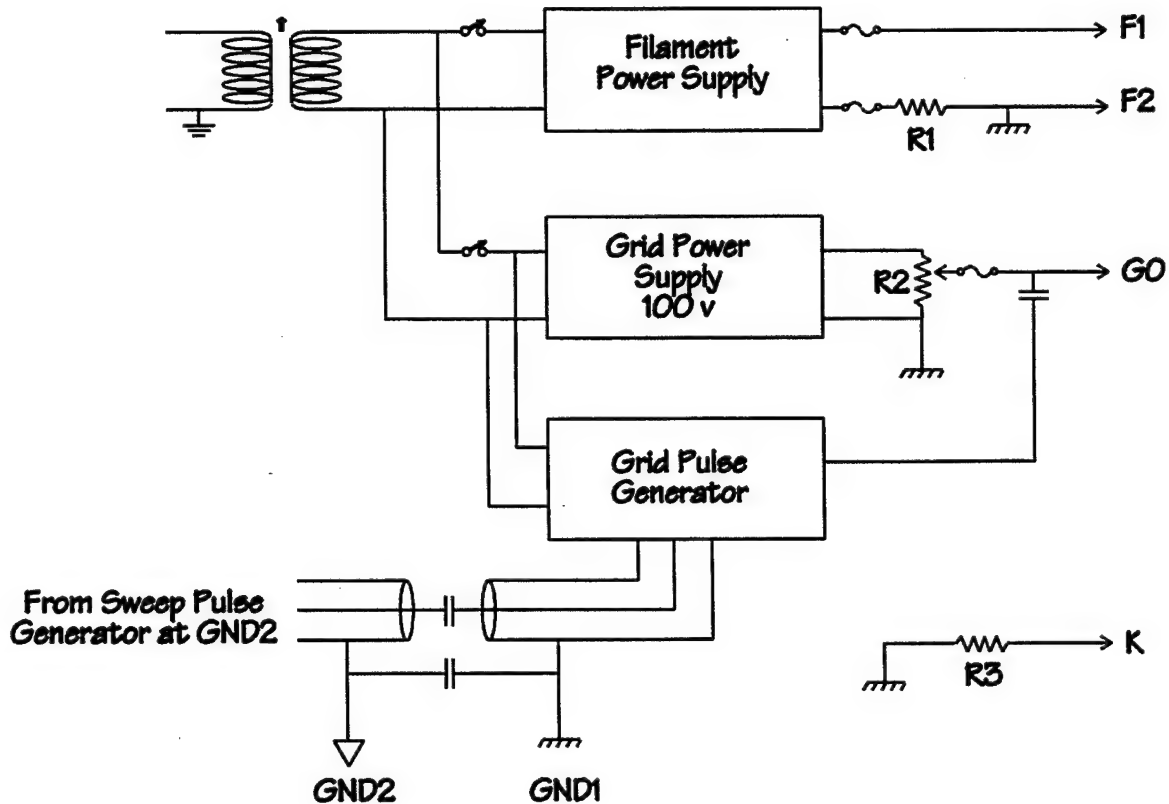 †
Filament
Power Supply
F1
F2
R1
Grid Power
Supply
100 v
R2
GO
Grid Pulse
Generator
From Sweep Pulse
Generator at GND2
R3
K
GND2
GND1